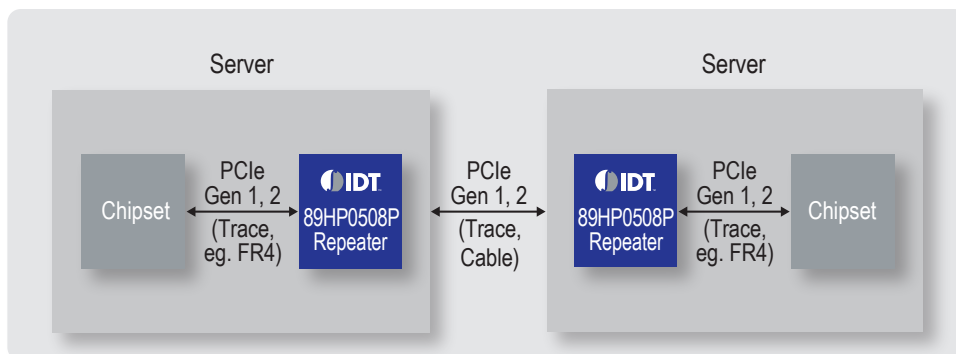 Server
Server
Chipset
PCIe
Gen 1, 2
(Trace,
eg. FR4)
IDT
89HP0508P
Repeater
PCIe
Gen 1, 2
(Trace,
Cable)
IDT
89HP0508P
Repeater
PCIe
Gen 1, 2
(Trace,
eg. FR4)
Chipset